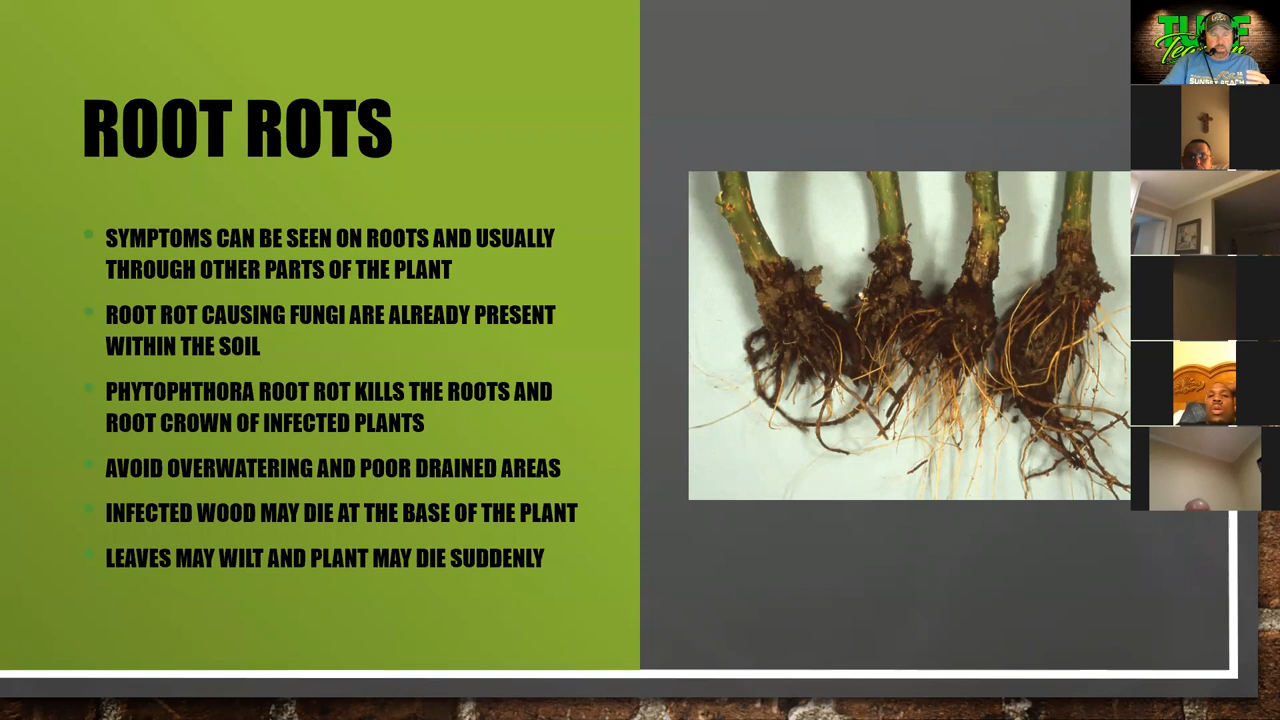 ROOT ROTS
SYMPTOMS CAN BE SEEN ON ROOTS AND USUALLY
THROUGH OTHER PARTS OF THE PLANT
ROOT ROT CAUSING FUNGI ARE ALREADY PRESENT
WITHIN THE SOIL
PHYTOPHTHORA ROOT ROT KILLS THE ROOTS AND
ROOT CROWN OF INFECTED PLANTS
AVOID OVERWATERING AND POOR DRAINED AREAS
INFECTED WOOD MAY DIE AT THE BASE OF THE PLANT
LEAVES MAY WILT AND PLANT MAY DIE SUDDENLY
SUNSET BEACH